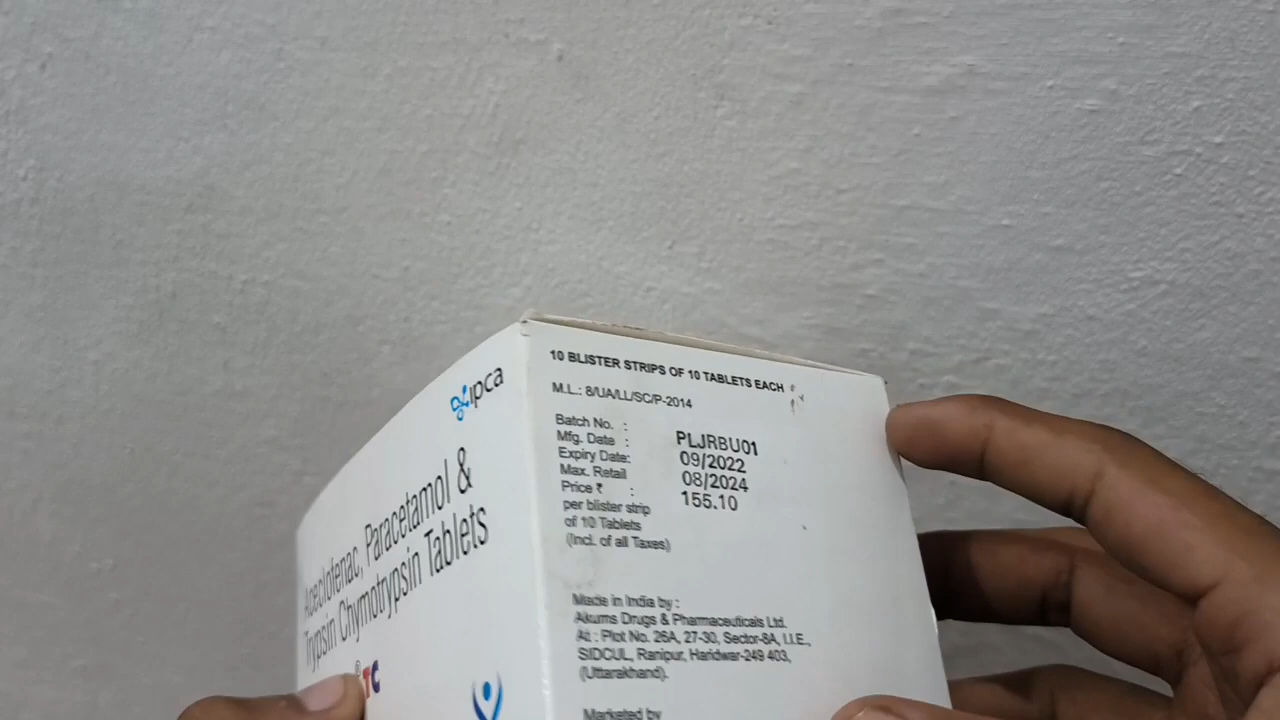 ipca
Aceclofenac, Paracetamol &
Trypsin Chymotrypsin Tablets
®TC
10 BLISTER STRIPS OF 10 TABLETS EACH
M.L.: 8/UA/LL/SC/P-2014
Batch No. : PLJRBU01
Mfg. Date : 09/2022
Expiry Date: 08/2024
Max. Retail
Price ₹ : 155.10
per blister strip
of 10 Tablets
(Incl. of all Taxes)
Made in India by :
Akums Drugs & Pharmaceuticals Ltd.
At : Plot No. 26A, 27-30, Sector-8A, I.I.E.,
SIDCUL, Ranipur, Haridwar-249 403,
(Uttarakhand).
Marketed by